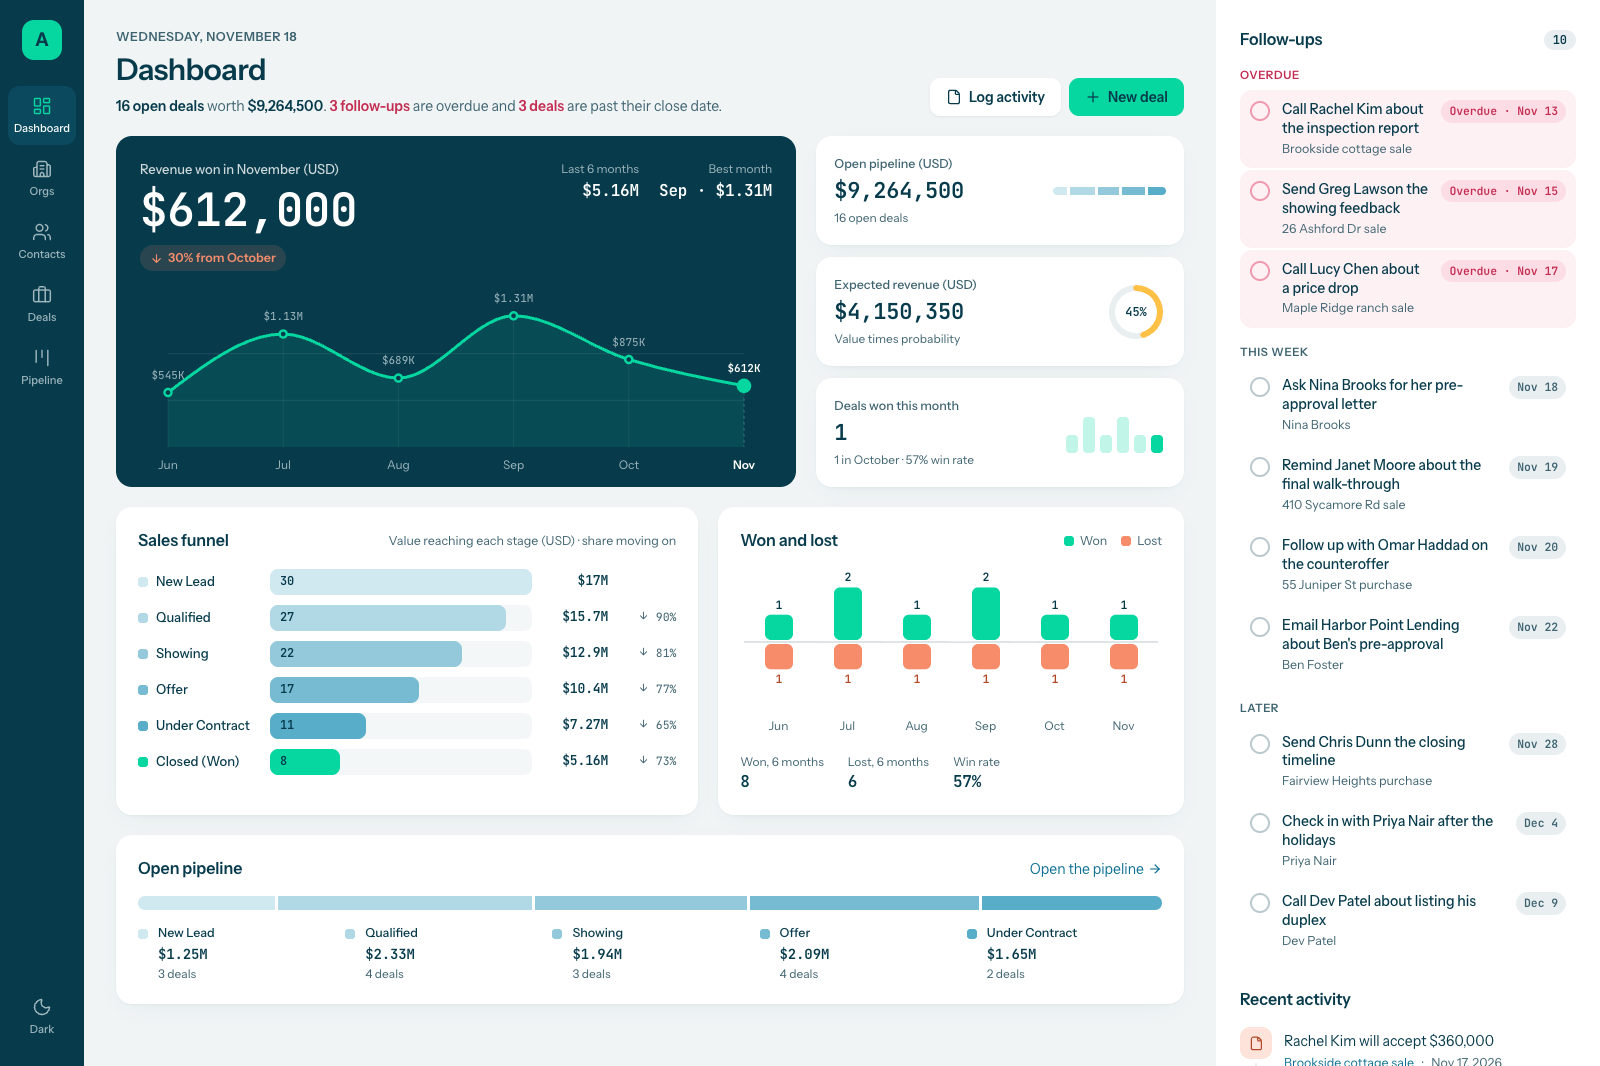 A
Dashboard
Orgs
Contacts
Deals
Pipeline
Dark
WEDNESDAY, NOVEMBER 18
Dashboard
16 open deals worth $9,264,500. 3 follow-ups are overdue and 3 deals are past their close date.
Log activity
New deal
Revenue won in November (USD)
$612,000
↓ 30% from October
Last 6 months
$5.16M
Best month
Sep · $1.31M
$545K
$1.13M
$689K
$1.31M
$875K
$612K
Jun
Jul
Aug
Sep
Oct
Nov
Open pipeline (USD)
$9,264,500
16 open deals
Expected revenue (USD)
$4,150,350
Value times probability
45%
Deals won this month
1
1 in October · 57% win rate
Sales funnel
Value reaching each stage (USD) · share moving on
New Lead 30 $17M
Qualified 27 $15.7M ↓ 90%
Showing 22 $12.9M ↓ 81%
Offer 17 $10.4M ↓ 77%
Under Contract 11 $7.27M ↓ 65%
Closed (Won) 8 $5.16M ↓ 73%
Won and lost
Won Lost
1 2 1 2 1 1
1 1 1 1 1 1
Jun Jul Aug Sep Oct Nov
Won, 6 months
8
Lost, 6 months
6
Win rate
57%
Open pipeline
Open the pipeline →
New Lead
$1.25M
3 deals
Qualified
$2.33M
4 deals
Showing
$1.94M
3 deals
Offer
$2.09M
4 deals
Under Contract
$1.65M
2 deals
Follow-ups
10
OVERDUE
Call Rachel Kim about
the inspection report
Brookside cottage sale
Overdue · Nov 13
Send Greg Lawson the
showing feedback
26 Ashford Dr sale
Overdue · Nov 15
Call Lucy Chen about
a price drop
Maple Ridge ranch sale
Overdue · Nov 17
THIS WEEK
Ask Nina Brooks for her pre-
approval letter
Nina Brooks
Nov 18
Remind Janet Moore about the
final walk-through
410 Sycamore Rd sale
Nov 19
Follow up with Omar Haddad on
the counteroffer
55 Juniper St purchase
Nov 20
Email Harbor Point Lending
about Ben's pre-approval
Ben Foster
Nov 22
LATER
Send Chris Dunn the closing
timeline
Fairview Heights purchase
Nov 28
Check in with Priya Nair after the
holidays
Priya Nair
Dec 4
Call Dev Patel about listing his
duplex
Dev Patel
Dec 9
Recent activity
Rachel Kim will accept $360,000
Brookside cottage sale · Nov 17, 2026